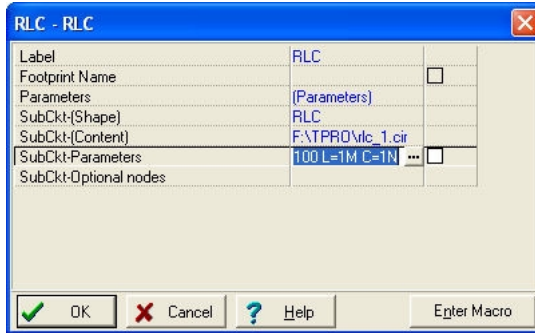 RLC - RLC
Label RLC
Footprint Name
Parameters (Parameters)
SubCkt-(Shape) RLC
SubCkt-(Content) F:\TPRO\rlc_1.cir
SubCkt-Parameters 100 L=1M C=1N ...
SubCkt-Optional nodes
OK Cancel ? Help Enter Macro